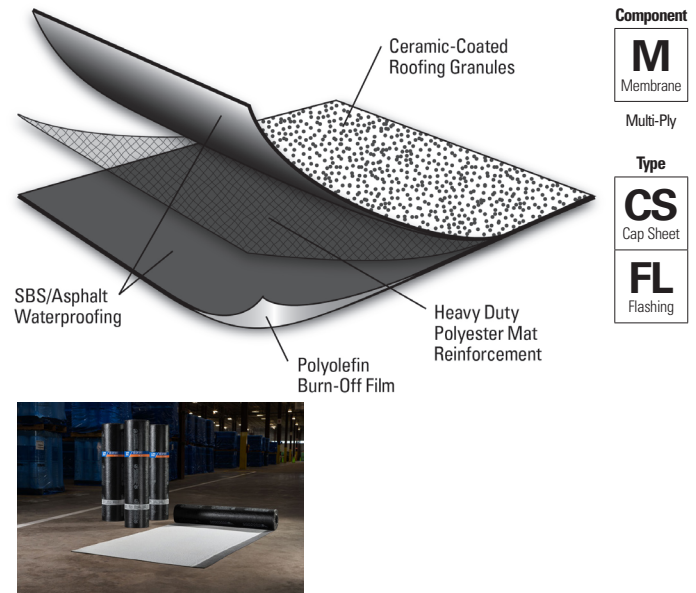 Ceramic-Coated
Roofing Granules
SBS/Asphalt
Waterproofing
Heavy Duty
Polyester Mat
Reinforcement
Polyolefin
Burn-Off Film
Component
M
Membrane
Multi-Ply
Type
CS
Cap Sheet
FL
Flashing